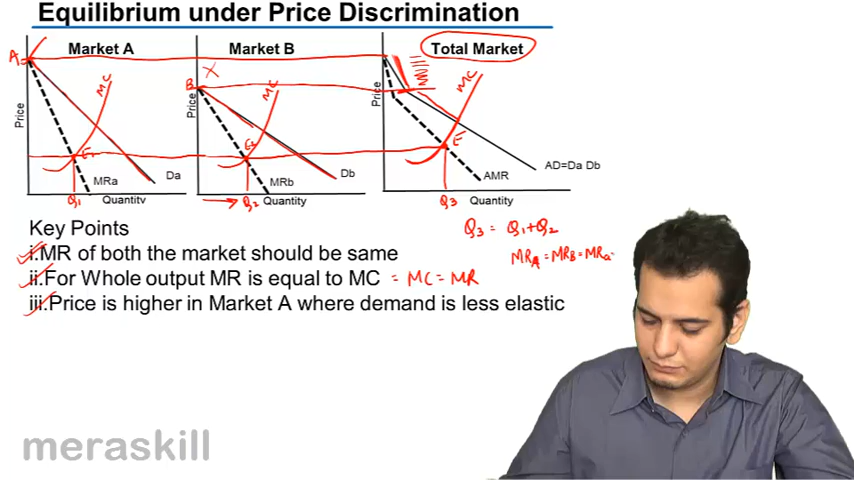 Equilibrium under Price Discrimination
Market A
Market B
Total Market
A
B
MC
MC
MC
Price
Price
Price
E1
E2
E
Da
Db
AD=Da Db
MRa
MRb
AMR
Q1
Quantity
Q2
Quantity
Q3
Quantity
Key Points
Q3 = Q1+Q2
i.MR of both the market should be same
MRA = MRB = MRa
ii.For Whole output MR is equal to MC = MC = MR
iii.Price is higher in Market A where demand is less elastic
meraskill